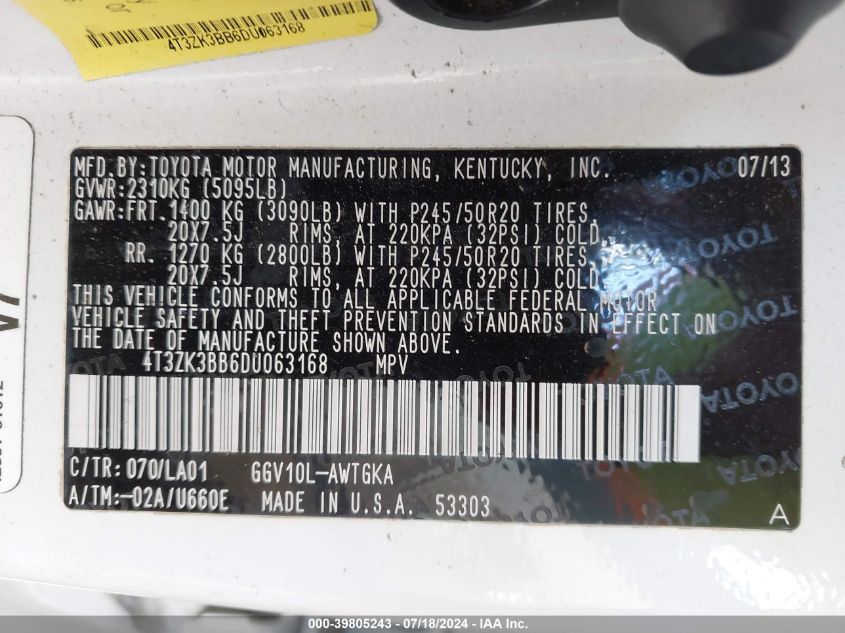 4T3ZK3BB6DU063168
MFD.BY:TOYOTA MOTOR MANUFACTURING, KENTUCKY, INC. 07/13
GVWR:2310KG (5095LB)
GAWR:FRT. 1400 KG (3090LB) WITH P245/50R20 TIRES,
20X7.5J RIMS, AT 220KPA (32PSI) COLD,
RR. 1270 KG (2800LB) WITH P245/50R20 TIRES,
20X7.5J RIMS, AT 220KPA (32PSI) COLD.
THIS VEHICLE CONFORMS TO ALL APPLICABLE FEDERAL MOTOR
VEHICLE SAFETY AND THEFT PREVENTION STANDARDS IN EFFECT ON
THE DATE OF MANUFACTURE SHOWN ABOVE.
4T3ZK3BB6DU063168 MPV
C/TR: 070/LA01 GGV10L-AWTGKA
A/TM:-02A/U660E MADE IN U.S.A. 53303 A
TOYOTA
TOYOTA
TOYOTA
TOYOTA
000-39805243 - 07/18/2024 - IAA Inc.